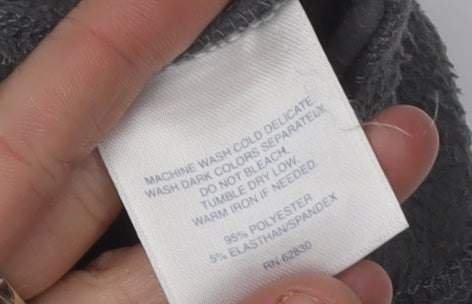 MACHINE WASH COLD DELICATE.
WASH DARK COLORS SEPARATELY.
DO NOT BLEACH.
TUMBLE DRY LOW.
WARM IRON IF NEEDED.
95% POLYESTER
5% ELASTHAN/SPANDEX
RN 62830